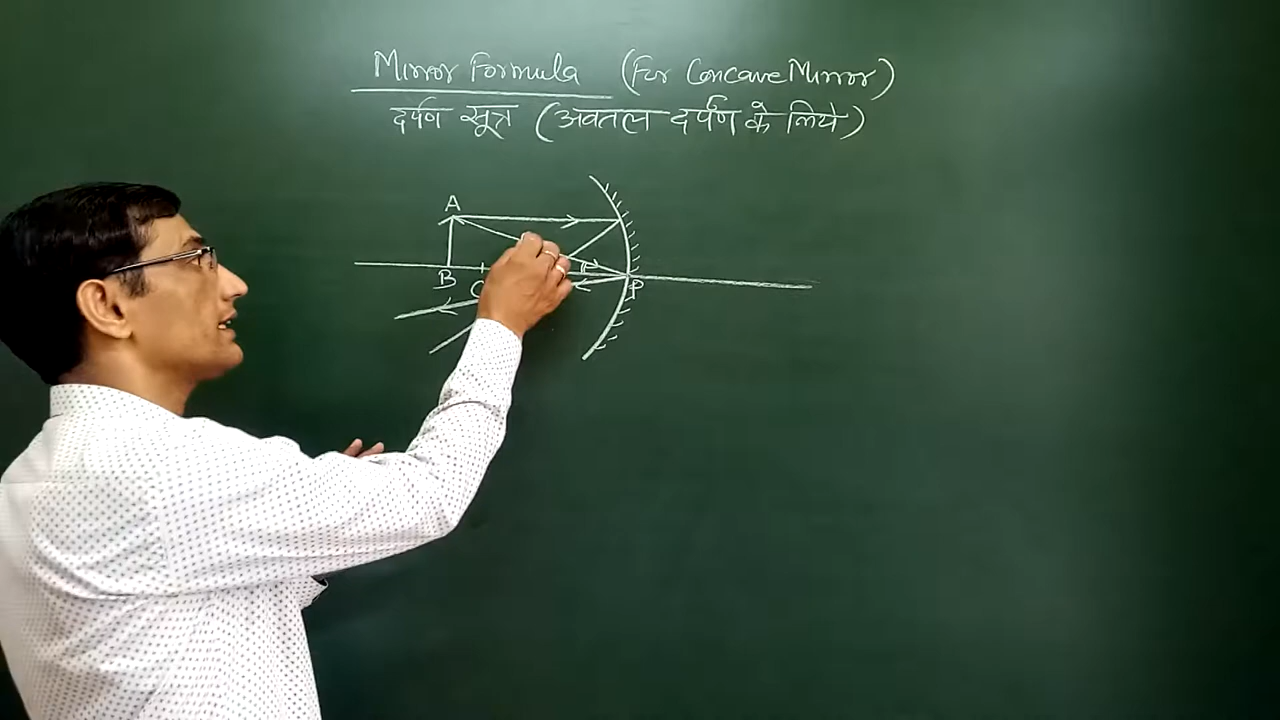 Mirror Formula (For Concave Mirror)
दर्पण सूत्र (अवतल दर्पण के लिये)
A
B C P